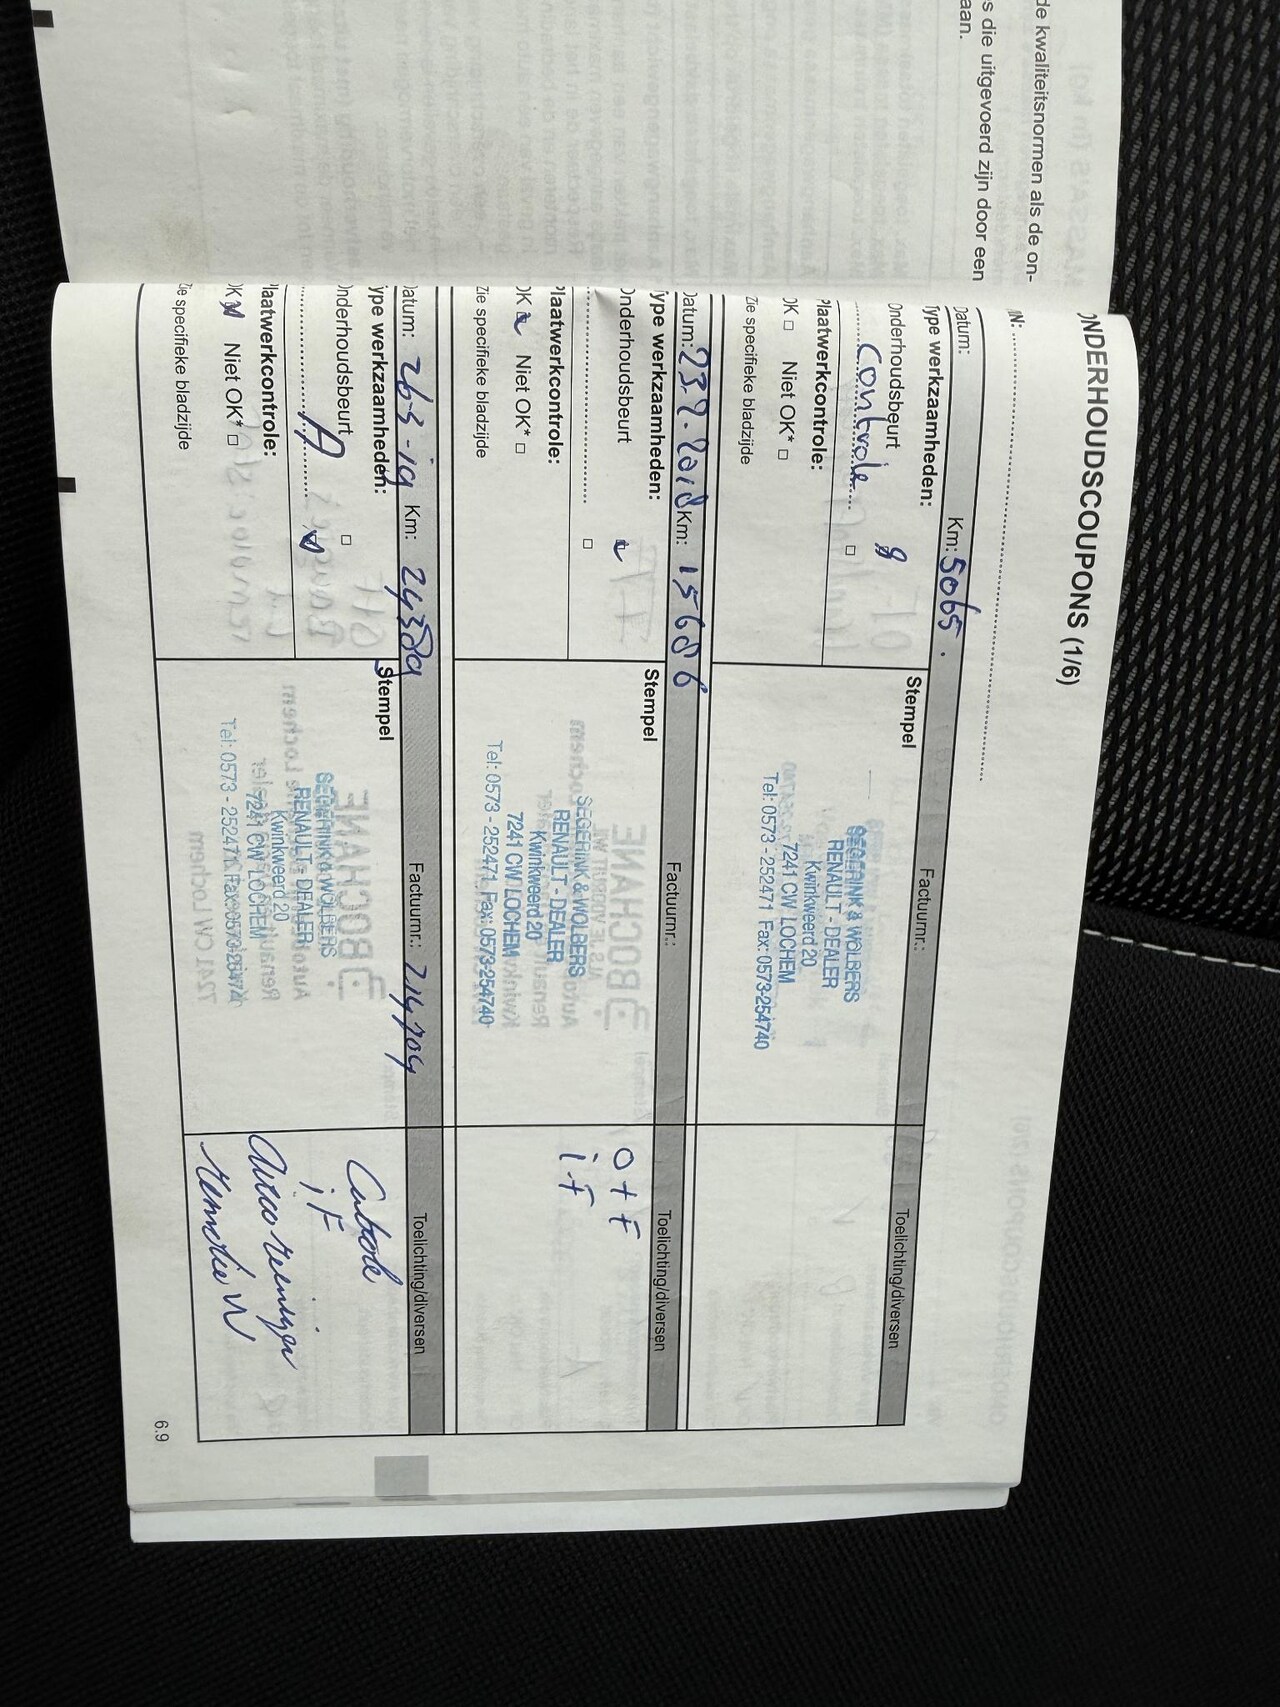 de kwaliteitsnormen als de on-
s die uitgevoerd zijn door een
aan.
ONDERHOUDSCOUPONS (1/6)
IN:
Datum: Km: 5065. Factuurnr.: Toelichting/diversen
Type werkzaamheden: Stempel
Onderhoudsbeurt
Controle
Plaatwerkcontrole:
OK □ Niet OK* □
Zie specifieke bladzijde
SEGERINK & WOLBERS
RENAULT - DEALER
Kwinkweerd 20
7241 CW LOCHEM
Tel: 0573 - 252471 Fax: 0573-254740
Datum: 23.2.2018 Km: 15686 Factuurnr.: Toelichting/diversen
Type werkzaamheden: Stempel
Onderhoudsbeurt
Plaatwerkcontrole:
OK Niet OK* □
Zie specifieke bladzijde
SEGERINK & WOLBERS
RENAULT - DEALER
Kwinkweerd 20
7241 CW LOCHEM
Tel: 0573 - 252471 Fax: 0573-254740
O + F
i F
Datum: 26-3-19 Km: 24389 Factuurnr.: 214704 Toelichting/diversen
Type werkzaamheden: Stempel
Onderhoudsbeurt □
A
Plaatwerkcontrole:
OK Niet OK* □
Zie specifieke bladzijde
SEGERINK & WOLBERS
RENAULT - DEALER
Kwinkweerd 20
7241 CW LOCHEM
Tel: 0573 - 252471 Fax: 0573-254740
iF
6.9